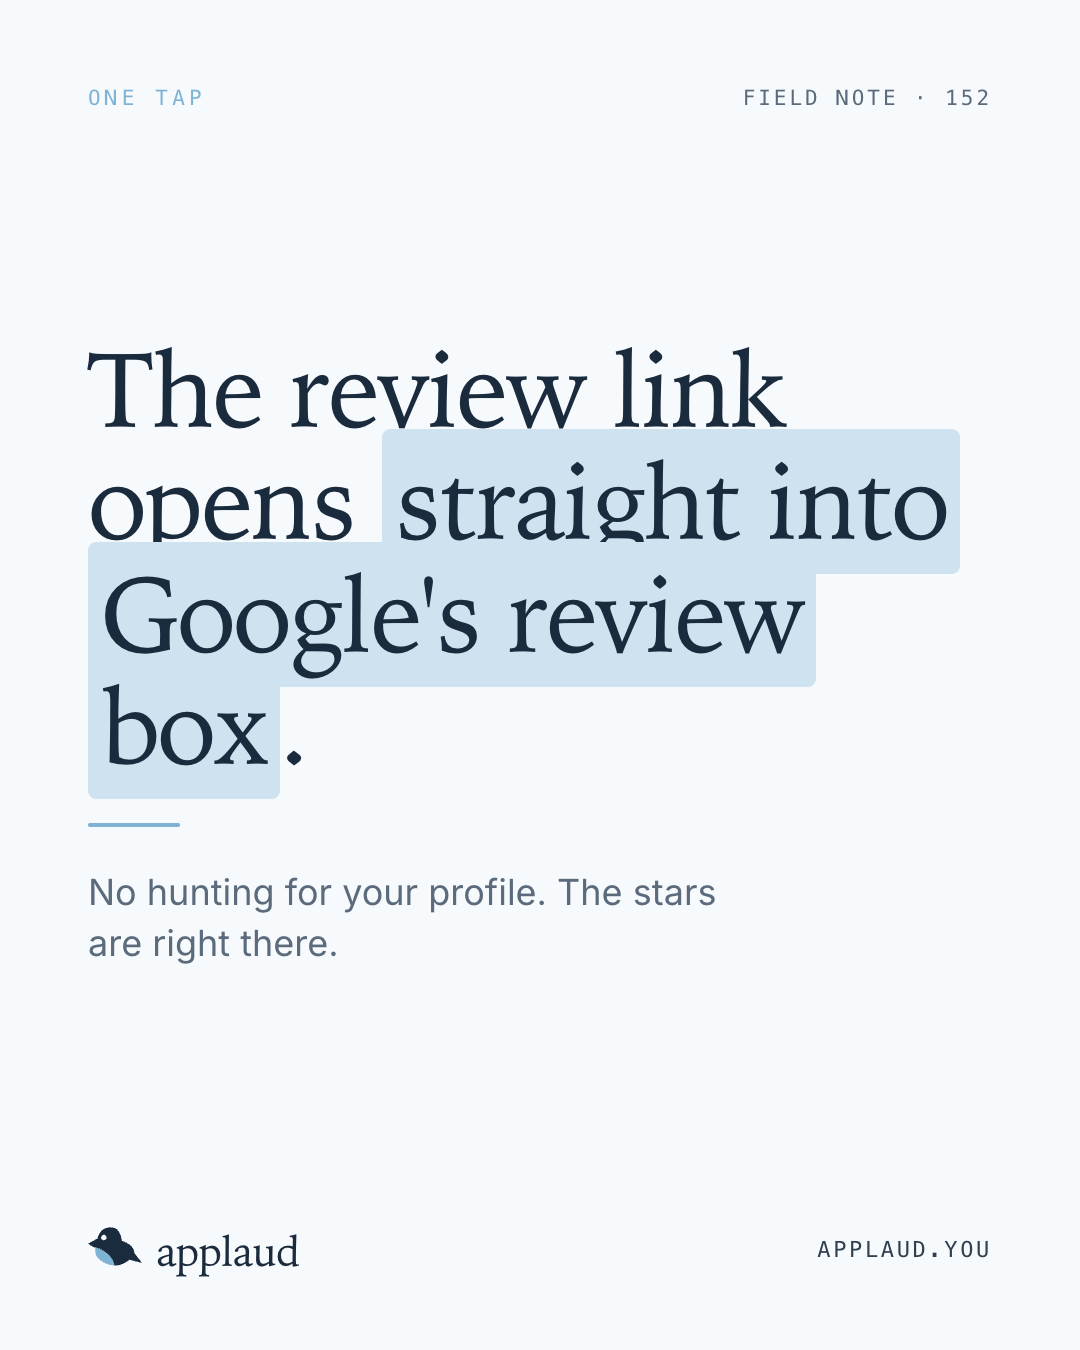 ONE TAP
FIELD NOTE · 152
The review link
opens straight into
Google's review
box.
No hunting for your profile. The stars
are right there.
applaud
APPLAUD.YOU